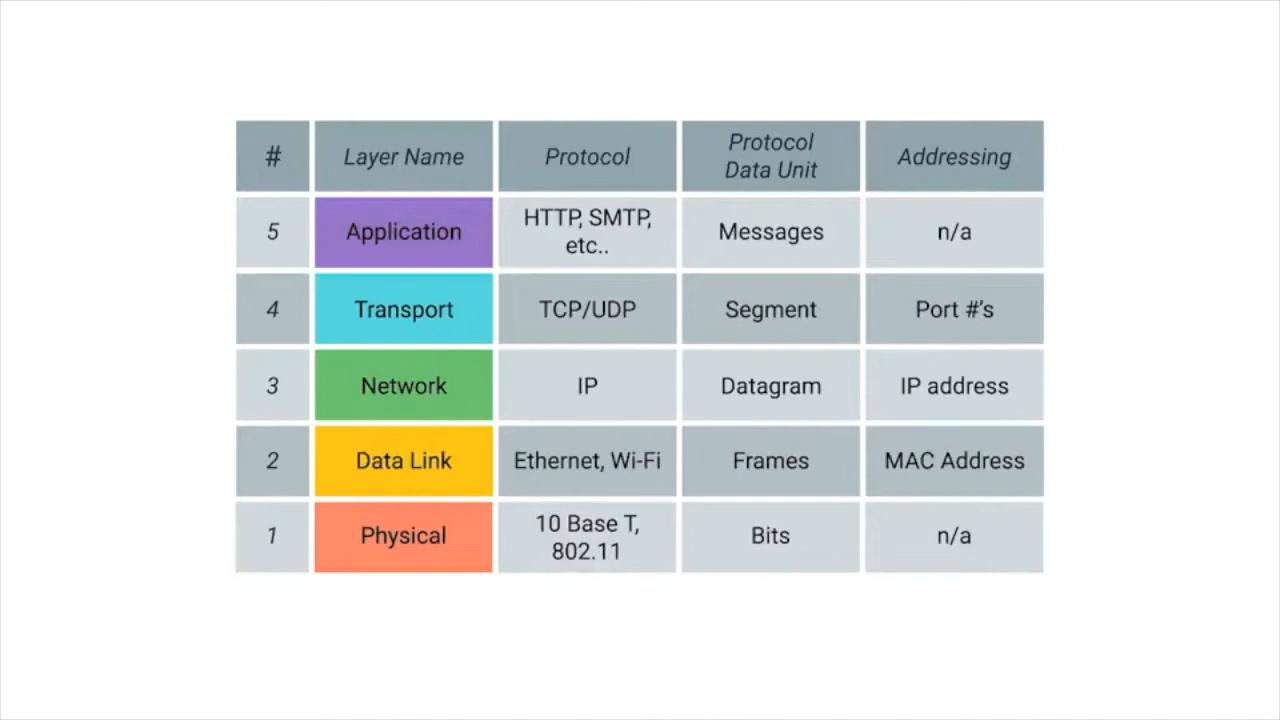 # Layer Name Protocol Protocol Data Unit Addressing
5 Application HTTP, SMTP, etc.. Messages n/a
4 Transport TCP/UDP Segment Port #'s
3 Network IP Datagram IP address
2 Data Link Ethernet, Wi-Fi Frames MAC Address
1 Physical 10 Base T, 802.11 Bits n/a